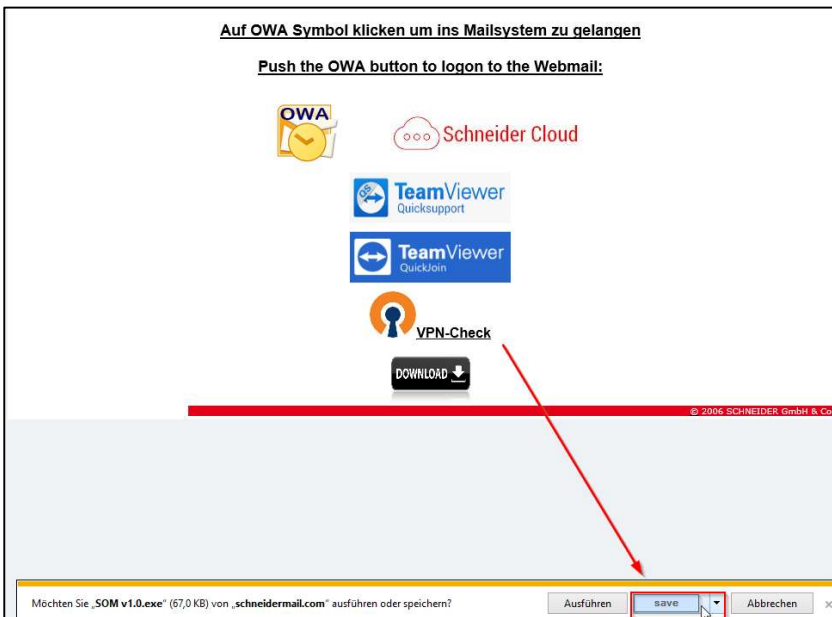 Auf OWA Symbol klicken um ins Mailsystem zu gelangen
Push the OWA button to logon to the Webmail:
OWA
Schneider Cloud
QS
TeamViewer
Quicksupport
TeamViewer
QuickJoin
VPN-Check
DOWNLOAD
© 2006 SCHNEIDER GmbH & Co
Möchten Sie „SOM v1.0.exe“ (67,0 KB) von „schneidermail.com“ ausführen oder speichern? Ausführen save Abbrechen ×